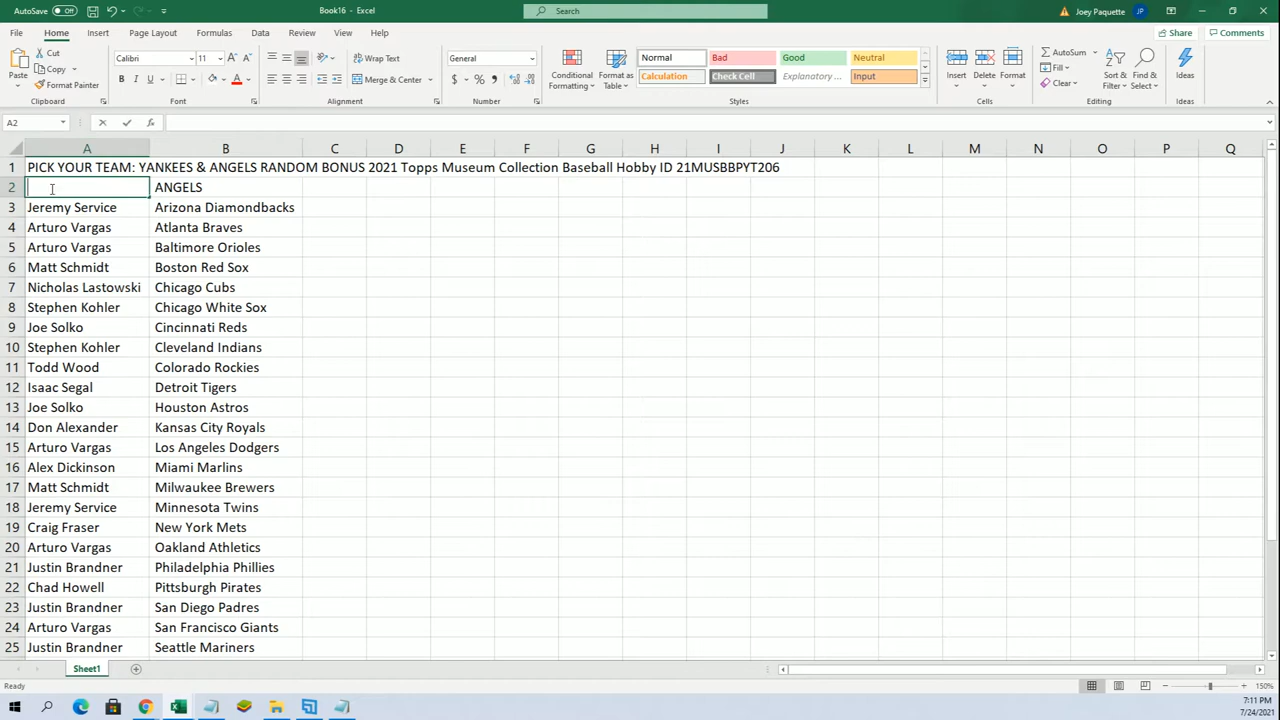 AutoSave Off Book16 - Excel Search Joey Paquette JP
File Home Insert Draw Page Layout Formulas Data Review View Help Share Comments
Paste Cut Copy Format Painter Clipboard
Calibri 11 B I U A Font
Wrap Text Merge & Center Alignment
General $ % 9 Number
Conditional Formatting Format as Table
Normal Bad Good Neutral
Calculation Check Cell Explanatory ... Input
Styles
Insert Delete Format Cells
AutoSum Fill Clear Sort & Filter Find & Select Editing
Ideas Ideas
A2 fx
A B C D E F G H I J K L M N O P Q
1 PICK YOUR TEAM: YANKEES & ANGELS RANDOM BONUS 2021 Topps Museum Collection Baseball Hobby ID 21MUSBBPYT206
2 ANGELS
3 Jeremy Service Arizona Diamondbacks
4 Arturo Vargas Atlanta Braves
5 Arturo Vargas Baltimore Orioles
6 Matt Schmidt Boston Red Sox
7 Nicholas Lastowski Chicago Cubs
8 Stephen Kohler Chicago White Sox
9 Joe Solko Cincinnati Reds
10 Stephen Kohler Cleveland Indians
11 Todd Wood Colorado Rockies
12 Isaac Segal Detroit Tigers
13 Joe Solko Houston Astros
14 Don Alexander Kansas City Royals
15 Arturo Vargas Los Angeles Dodgers
16 Alex Dickinson Miami Marlins
17 Matt Schmidt Milwaukee Brewers
18 Jeremy Service Minnesota Twins
19 Craig Fraser New York Mets
20 Arturo Vargas Oakland Athletics
21 Justin Brandner Philadelphia Phillies
22 Chad Howell Pittsburgh Pirates
23 Justin Brandner San Diego Padres
24 Arturo Vargas San Francisco Giants
25 Justin Brandner Seattle Mariners
Sheet1
Ready 150%
7:11 PM
7/24/2021